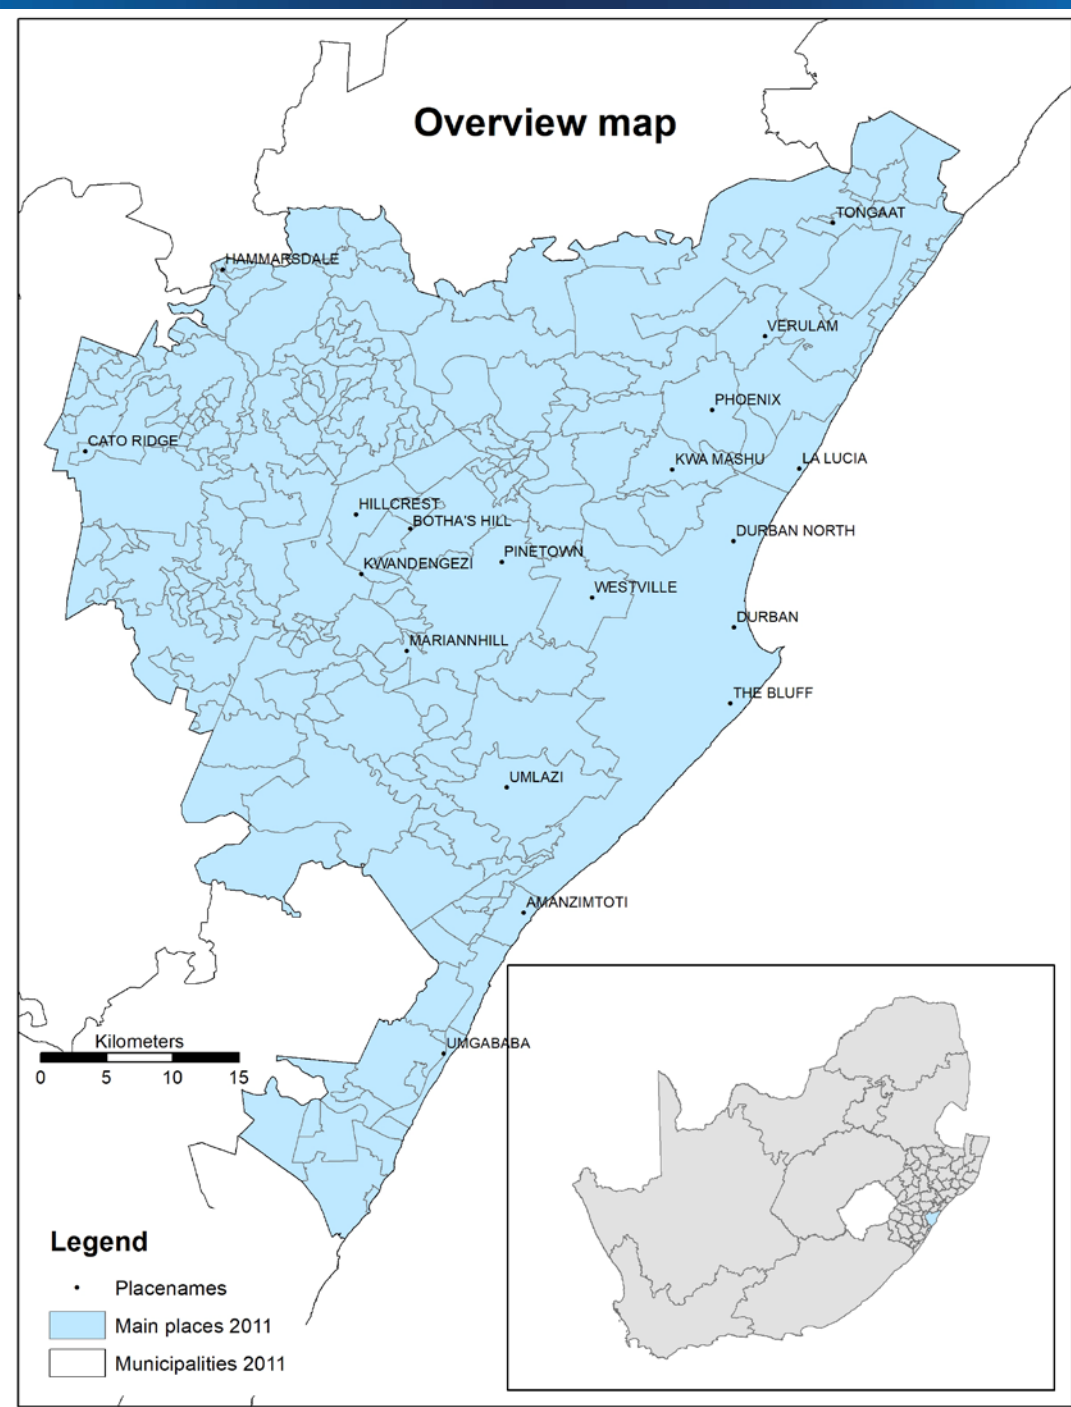 Overview map
TONGAAT
HAMMARSDALE
VERULAM
PHOENIX
CATO RIDGE
KWA MASHU
LA LUCIA
HILLCREST
BOTHA'S HILL
DURBAN NORTH
PINETOWN
KWANDENGEZI
WESTVILLE
DURBAN
MARIANNHILL
THE BLUFF
UMLAZI
AMANZIMTOTI
Kilometers
UMGABABA
0 5 10 15
Legend
Placenames
Main places 2011
Municipalities 2011